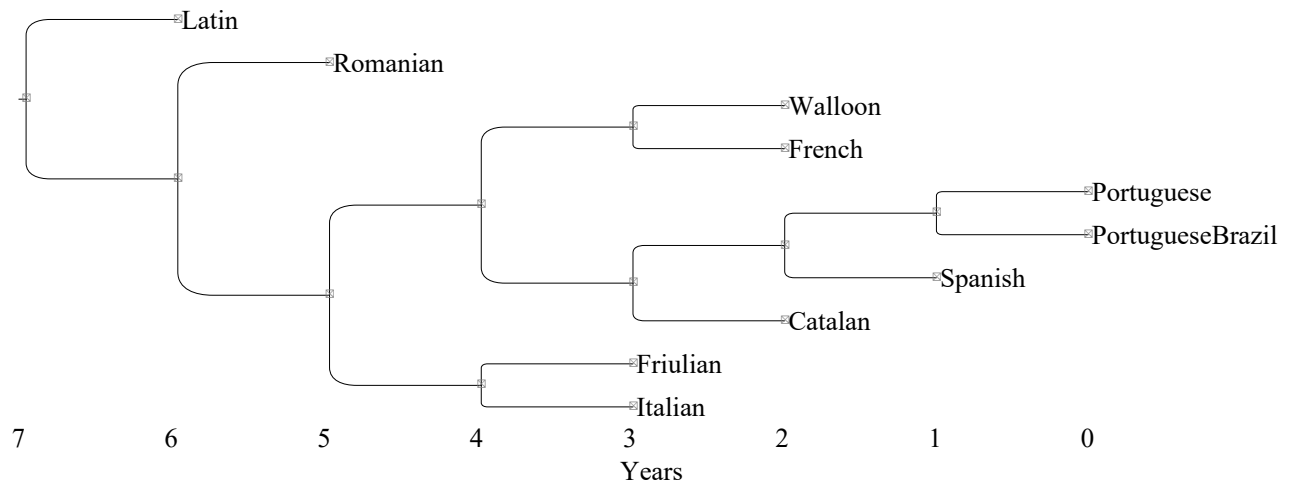 Latin
Romanian
Walloon
French
Portuguese
PortugueseBrazil
Spanish
Catalan
Friulian
Italian
7 6 5 4 3 2 1 0
Years